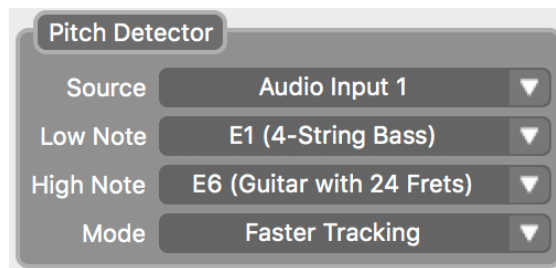 Pitch Detector
Source Audio Input 1
Low Note E1 (4-String Bass)
High Note E6 (Guitar with 24 Frets)
Mode Faster Tracking